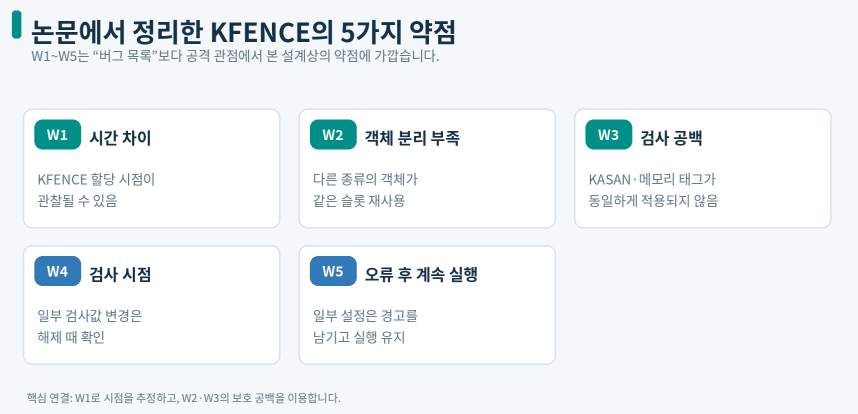 논문에서 정리한 KFENCE의 5가지 약점
W1~W5는 “버그 목록”보다 공격 관점에서 본 설계상의 약점에 가깝습니다.
W1 시간 차이
KFENCE 할당 시점이
관찰될 수 있음
W2 객체 분리 부족
다른 종류의 객체가
같은 슬롯 재사용
W3 검사 공백
KASAN·메모리 태그가
동일하게 적용되지 않음
W4 검사 시점
일부 검사값 변경은
해제 때 확인
W5 오류 후 계속 실행
일부 설정은 경고를
남기고 실행 유지
핵심 연결: W1로 시점을 추정하고, W2·W3의 보호 공백을 이용합니다.